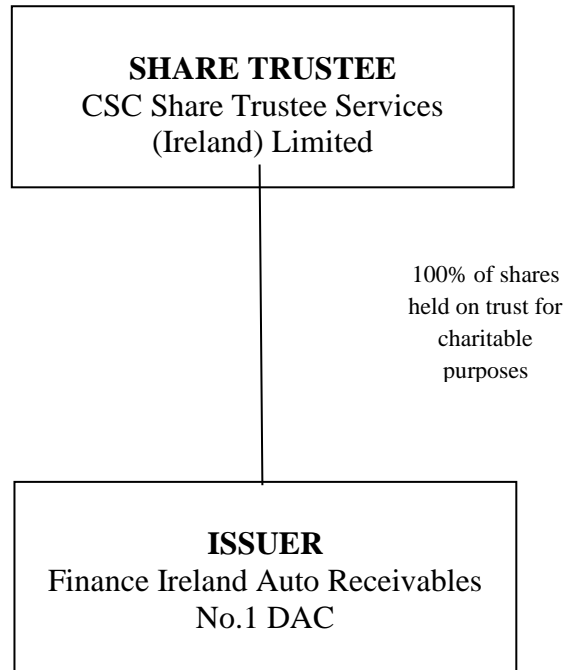 SHARE TRUSTEE
CSC Share Trustee Services
(Ireland) Limited
100% of shares
held on trust for
charitable
purposes
ISSUER
Finance Ireland Auto Receivables
No.1 DAC